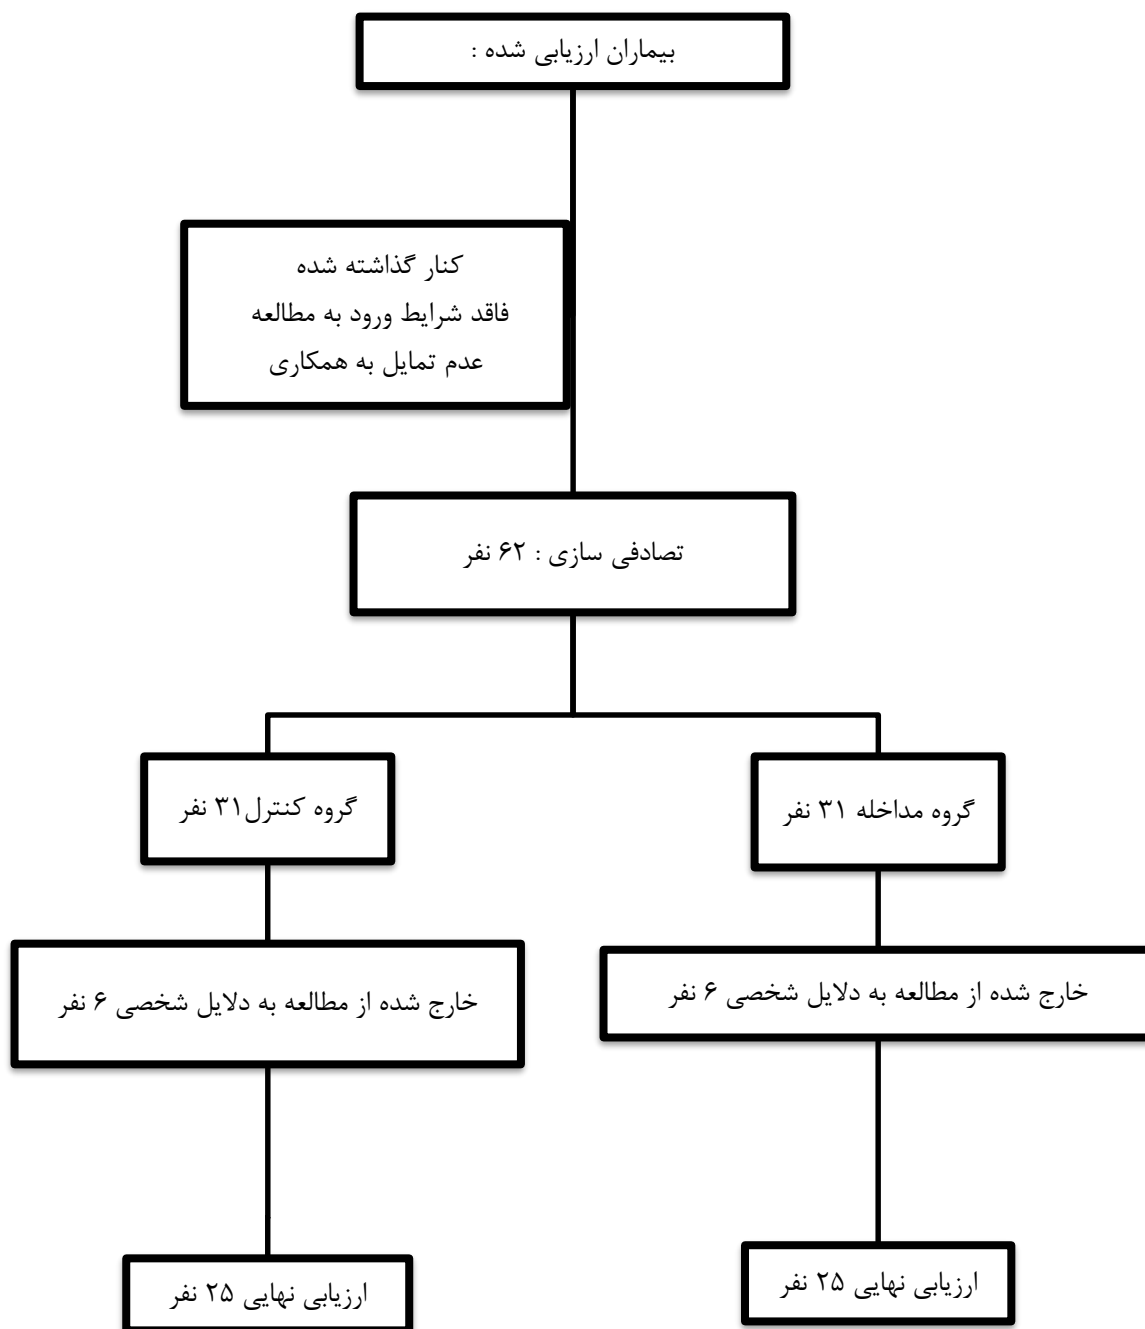 بیماران ارزیابی شده :
کنار گذاشته شده
فاقد شرایط ورود به مطالعه
عدم تمایل به همکاری
تصادفی سازی : ۶۲ نفر
گروه مداخله ۳۱ نفر
گروه کنترل۳۱ نفر
خارج شده از مطالعه به دلایل شخصی ۶ نفر
خارج شده از مطالعه به دلایل شخصی ۶ نفر
ارزیابی نهایی ۲۵ نفر
ارزیابی نهایی ۲۵ نفر